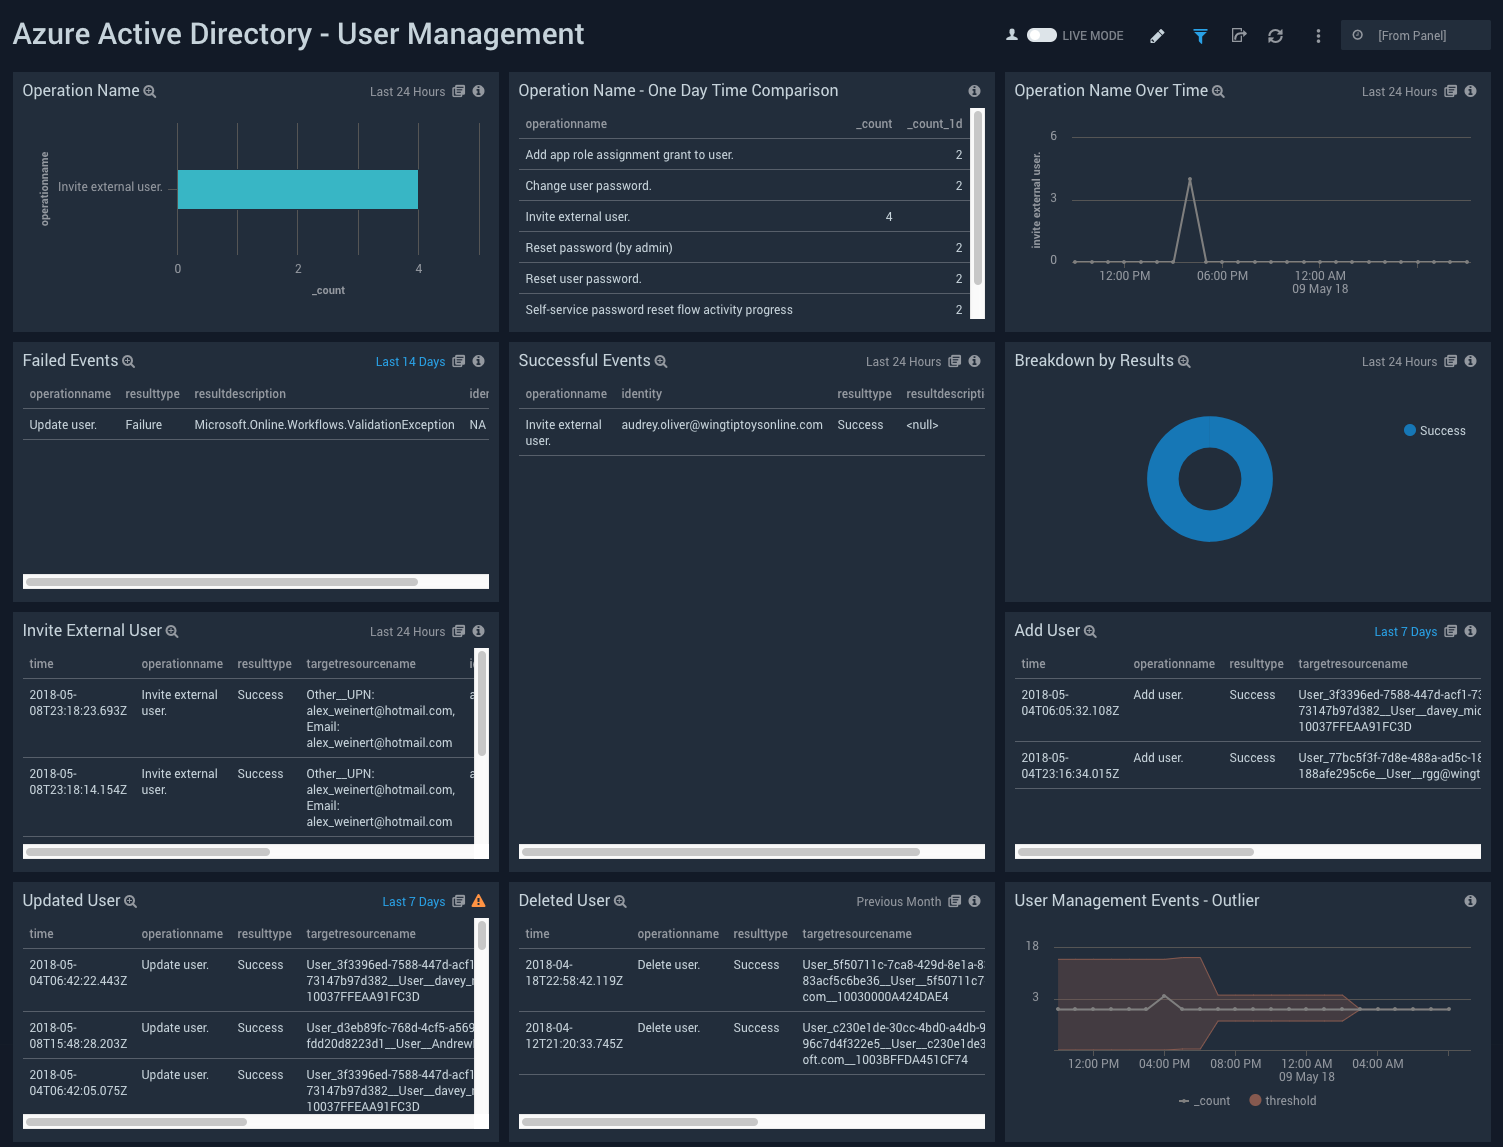 Azure Active Directory - User Management
LIVE MODE
[From Panel]
Operation Name
Last 24 Hours
operationname
Invite external user.
0 2 4
_count
Operation Name - One Day Time Comparison
operationname _count _count_1d
Add app role assignment grant to user. 2
Change user password. 2
Invite external user. 4
Reset password (by admin) 2
Reset user password. 2
Self-service password reset flow activity progress 2
Operation Name Over Time
Last 24 Hours
invite external user.
6
3
0
12:00 PM 06:00 PM 12:00 AM
09 May 18
Failed Events
Last 14 Days
operationname resulttype resultdescription iden
Update user. Failure Microsoft.Online.Workflows.ValidationException NA
Successful Events
Last 24 Hours
operationname identity resulttype resultdescripti
Invite external audrey.oliver@wingtiptoysonline.com Success <null>
user.
Breakdown by Results
Last 24 Hours
Success
Invite External User
Last 24 Hours
time operationname resulttype targetresourcename
2018-05- Invite external Success Other__UPN:
08T23:18:23.693Z user. alex_weinert@hotmail.com,
Email:
alex_weinert@hotmail.com
2018-05- Invite external Success Other__UPN:
08T23:18:14.154Z user. alex_weinert@hotmail.com,
Email:
alex_weinert@hotmail.com
Add User
Last 7 Days
time operationname resulttype targetresourcename
2018-05- Add user. Success User_3f3396ed-7588-447d-acf1-73
04T06:05:32.108Z 73147b97d382__User__davey_mic
10037FFEAA91FC3D
2018-05- Add user. Success User_77bc5f3f-7d8e-488a-ad5c-18
04T23:16:34.015Z 188afe295c6e__User__rgg@wingt
Updated User
Last 7 Days
time operationname resulttype targetresourcename
2018-05- Update user. Success User_3f3396ed-7588-447d-acf1
04T06:42:22.443Z 73147b97d382__User__davey_m
10037FFEAA91FC3D
2018-05- Update user. Success User_d3eb89fc-768d-4cf5-a569
08T15:48:28.203Z fdd20d8223d1__User__Andrew
2018-05- Update user. Success User_3f3396ed-7588-447d-acf1
04T06:42:05.075Z 73147b97d382__User__davey_m
10037FFEAA91FC3D
Deleted User
Previous Month
time operationname resulttype targetresourcename
2018-04- Delete user. Success User_5f50711c-7ca8-429d-8e1a-8
18T22:58:42.119Z 83acf5c6be36__User__5f50711c7
com__10030000A424DAE4
2018-04- Delete user. Success User_c230e1de-30cc-4bd0-a4db-9
12T21:20:33.745Z 96c7d4f322e5__User__c230e1de3
oft.com__1003BFFDA451CF74
User Management Events - Outlier
18
3
12:00 PM 04:00 PM 08:00 PM 12:00 AM 04:00 AM
09 May 18
_count threshold